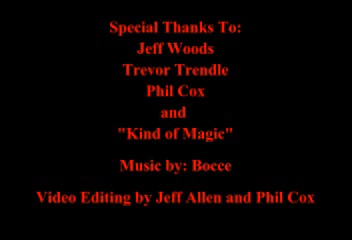 Special Thanks To:
Jeff Woods
Trevor Trendle
Phil Cox
and
"Kind of Magic"
Music by: Bocce
Video Editing by Jeff Allen and Phil Cox